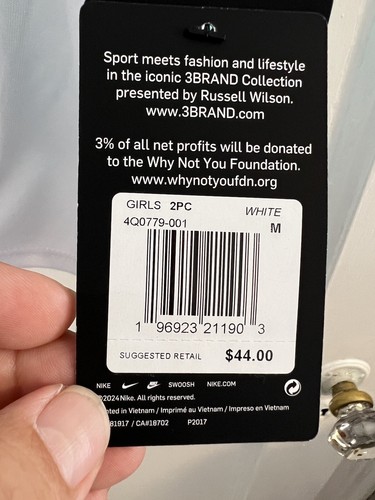 Sport meets fashion and lifestyle
in the iconic 3BRAND Collection
presented by Russell Wilson.
www.3BRAND.com
3% of all net profits will be donated
to the Why Not You Foundation.
www.whynotyoufdn.org
GIRLS 2PC WHITE
4Q0779-001 M
1 96923 21190 3
SUGGESTED RETAIL $44.00
NIKE SWOOSH NIKE.COM
©2024 Nike. All rights reserved.
in Vietnam / Imprimé au Vietnam / Impreso en Vietnam
81917 / CA#18702 P2017